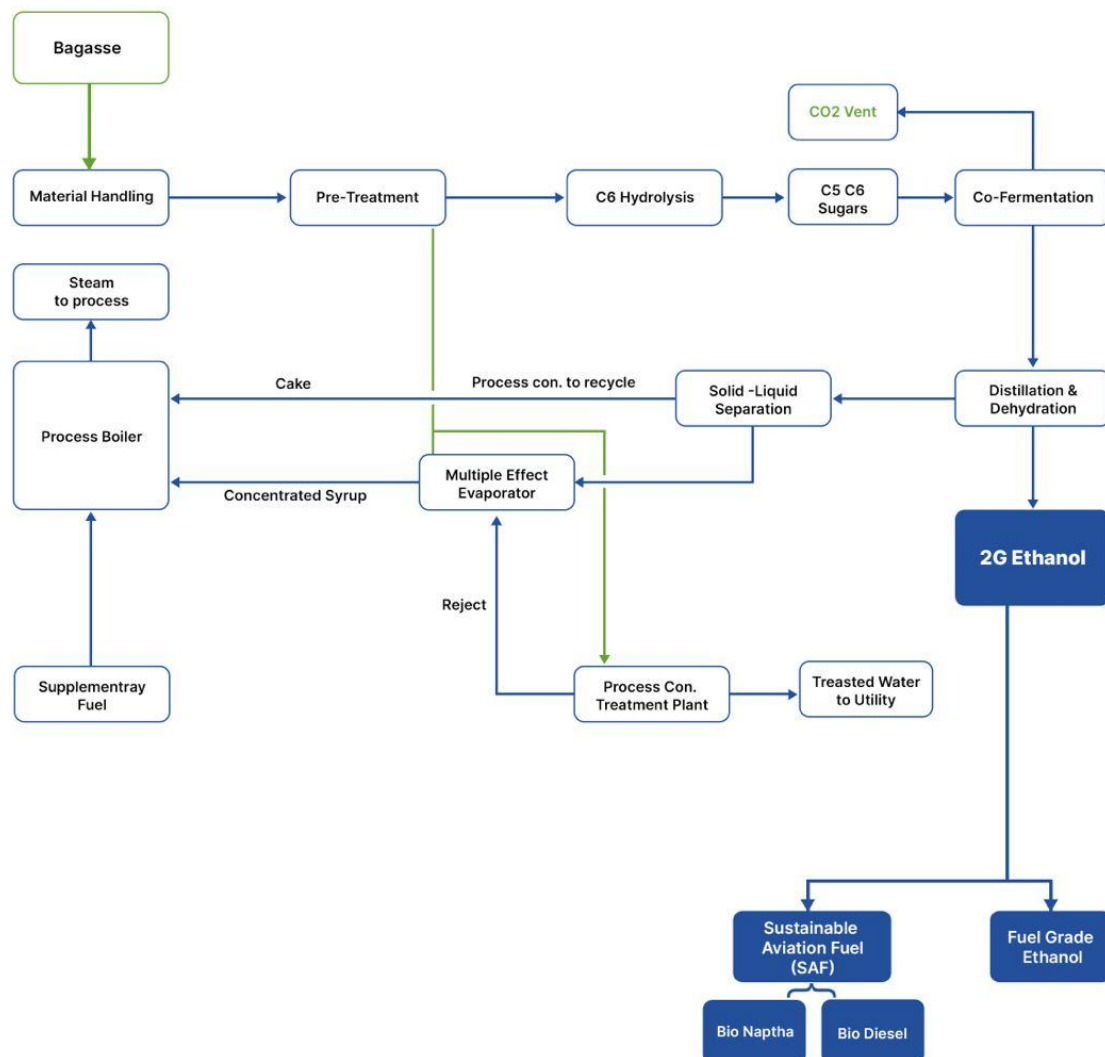 Bagasse
CO2 Vent
Material Handling
Pre-Treatment
C6 Hydrolysis
C5 C6
Sugars
Co-Fermentation
Steam
to process
Cake
Process con. to recycle
Solid -Liquid
Separation
Distillation &
Dehydration
Process Boiler
Multiple Effect
Evaporator
Concentrated Syrup
2G Ethanol
Reject
Supplementray
Fuel
Process Con.
Treatment Plant
Treasted Water
to Utility
Sustainable
Aviation Fuel
(SAF)
Fuel Grade
Ethanol
Bio Naptha
Bio Diesel